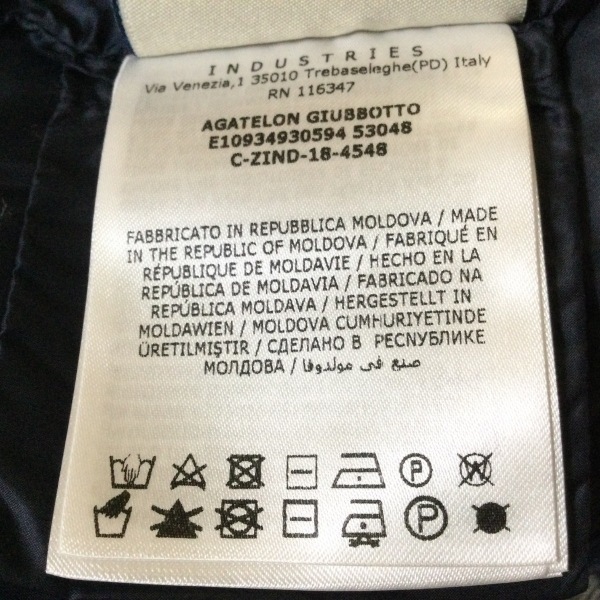 INDUSTRIES
Via Venezia,1 35010 Trebaseleghe(PD) Italy
RN 116347
AGATELON GIUBBOTTO
E10934930594 53048
C-ZIND-18-4548
FABBRICATO IN REPUBBLICA MOLDOVA / MADE
IN THE REPUBLIC OF MOLDOVA / FABRIQUÉ EN
RÉPUBLIQUE DE MOLDAVIE / HECHO EN LA
REPÚBLICA DE MOLDAVIA / FABRICADO NA
REPÚBLICA MOLDAVA / HERGESTELLT IN
MOLDAWIEN / MOLDOVA CUMHURIYETINDE
ÜRETILMIŞTIR / СДЕЛАНО В РЕСПУБЛИКЕ
МОЛДОВА / صنع في مولدوفا
P W
P